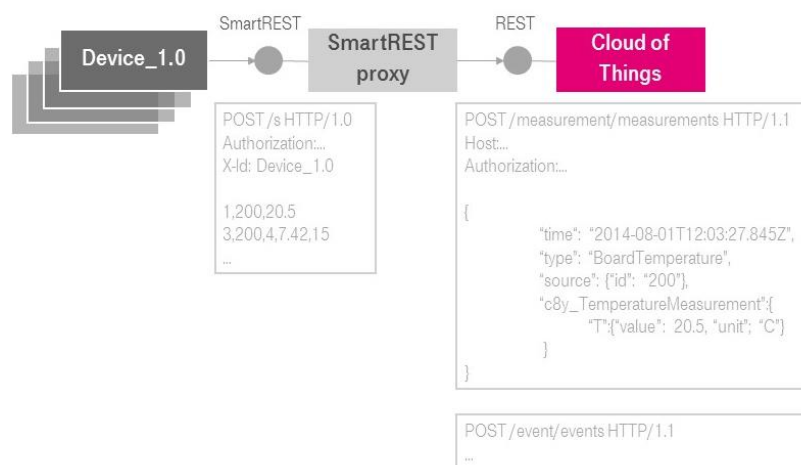 SmartREST
REST
Device_1.0
SmartREST
proxy
Cloud of
Things
POST /s HTTP/1.0
Authorization:...
X-Id: Device_1.0
1,200,20.5
3,200,4,7.42,15
...
POST /measurement/measurements HTTP/1.1
Host:...
Authorization:...
{
"time": "2014-08-01T12:03:27.845Z",
"type": "BoardTemperature",
"source": {"id": "200"},
"c8y_TemperatureMeasurement":{
"T":{"value": 20.5, "unit"; "C"}
}
}
POST /event/events HTTP/1.1
...